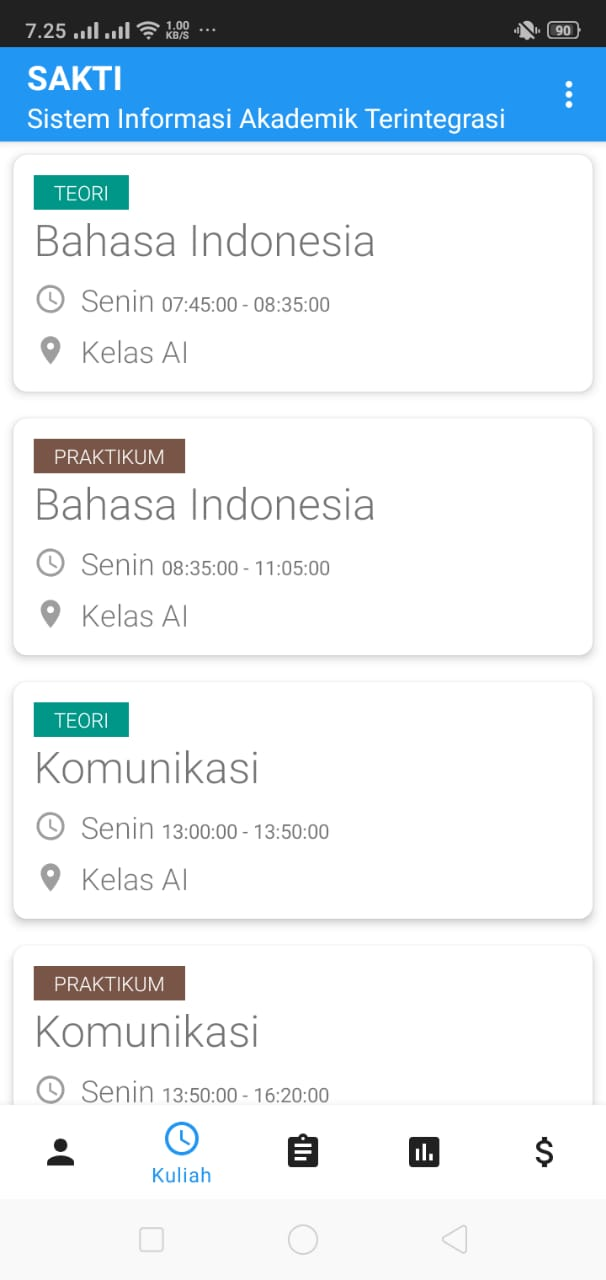 7.25 1.00 KB/S ... 90
SAKTI
Sistem Informasi Akademik Terintegrasi
TEORI
Bahasa Indonesia
Senin 07:45:00 - 08:35:00
Kelas AI
PRAKTIKUM
Bahasa Indonesia
Senin 08:35:00 - 11:05:00
Kelas AI
TEORI
Komunikasi
Senin 13:00:00 - 13:50:00
Kelas AI
PRAKTIKUM
Komunikasi
Senin 13:50:00 - 16:20:00
Kuliah